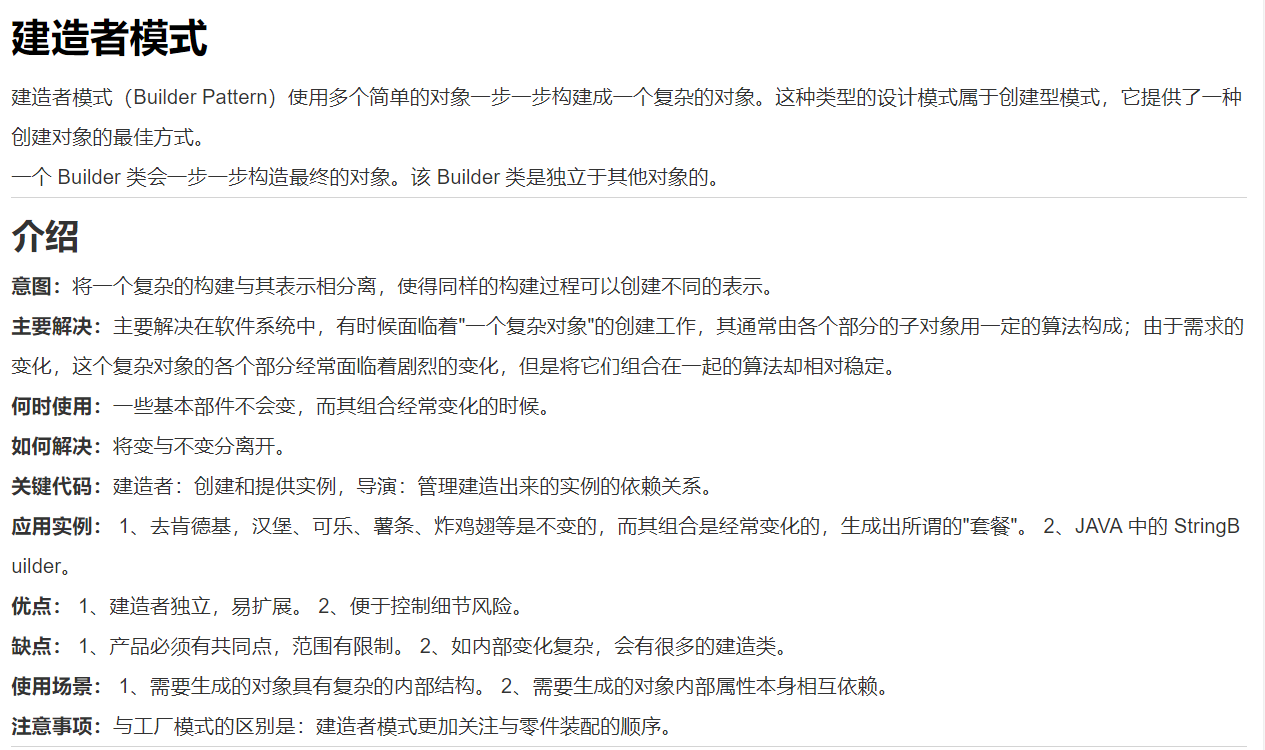 建造者模式
建造者模式（Builder Pattern）使用多个简单的对象一步一步构建成一个复杂的对象。这种类型的设计模式属于创建型模式，它提供了一种
创建对象的最佳方式。
一个 Builder 类会一步一步构造最终的对象。该 Builder 类是独立于其他对象的。
介绍
意图：将一个复杂的构建与其表示相分离，使得同样的构建过程可以创建不同的表示。
主要解决：主要解决在软件系统中，有时候面临着"一个复杂对象"的创建工作，其通常由各个部分的子对象用一定的算法构成；由于需求的
变化，这个复杂对象的各个部分经常面临着剧烈的变化，但是将它们组合在一起的算法却相对稳定。
何时使用：一些基本部件不会变，而其组合经常变化的时候。
如何解决：将变与不变分离开。
关键代码：建造者：创建和提供实例，导演：管理建造出来的实例的依赖关系。
应用实例： 1、去肯德基，汉堡、可乐、薯条、炸鸡翅等是不变的，而其组合是经常变化的，生成出所谓的"套餐"。 2、JAVA 中的 StringB
uilder。
优点： 1、建造者独立，易扩展。 2、便于控制细节风险。
缺点： 1、产品必须有共同点，范围有限制。 2、如内部变化复杂，会有很多的建造类。
使用场景： 1、需要生成的对象具有复杂的内部结构。 2、需要生成的对象内部属性本身相互依赖。
注意事项：与工厂模式的区别是：建造者模式更加关注与零件装配的顺序。